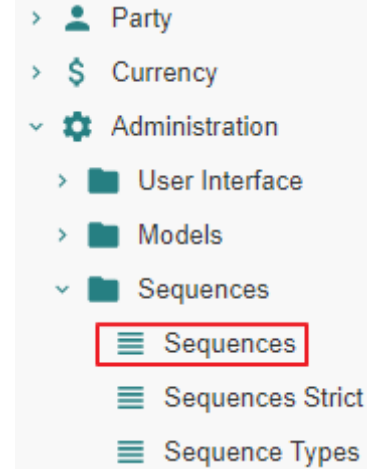 Party
$ Currency
Administration
User Interface
Models
Sequences
Sequences
Sequences Strict
Sequence Types